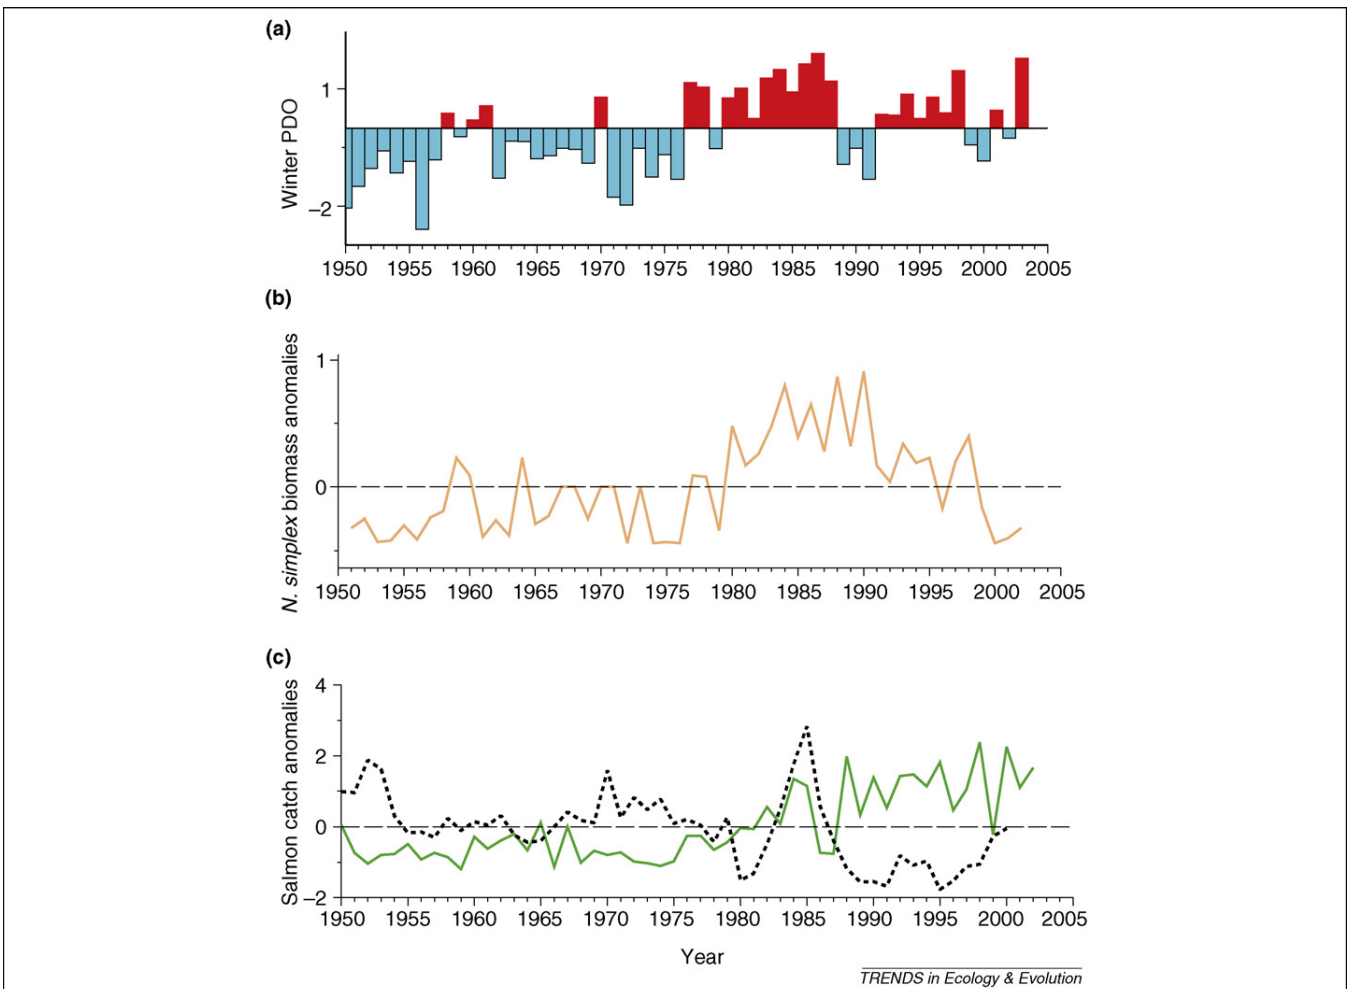 (a)
Winter PDO
1
–2
1950 1955 1960 1965 1970 1975 1980 1985 1990 1995 2000 2005
(b)
N. simplex biomass anomalies
1
0
1950 1955 1960 1965 1970 1975 1980 1985 1990 1995 2000 2005
(c)
Salmon catch anomalies
4
2
0
–2
1950 1955 1960 1965 1970 1975 1980 1985 1990 1995 2000 2005
Year
TRENDS in Ecology & Evolution